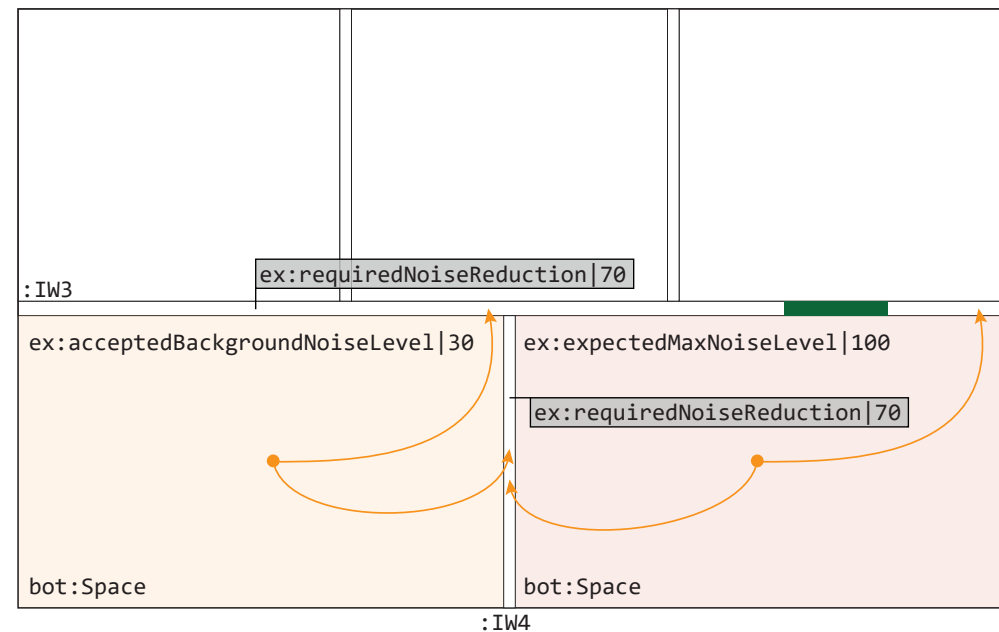 ex:requiredNoiseReduction|70
:IW3
ex:acceptedBackgroundNoiseLevel|30
ex:expectedMaxNoiseLevel|100
ex:requiredNoiseReduction|70
bot:Space
bot:Space
:IW4